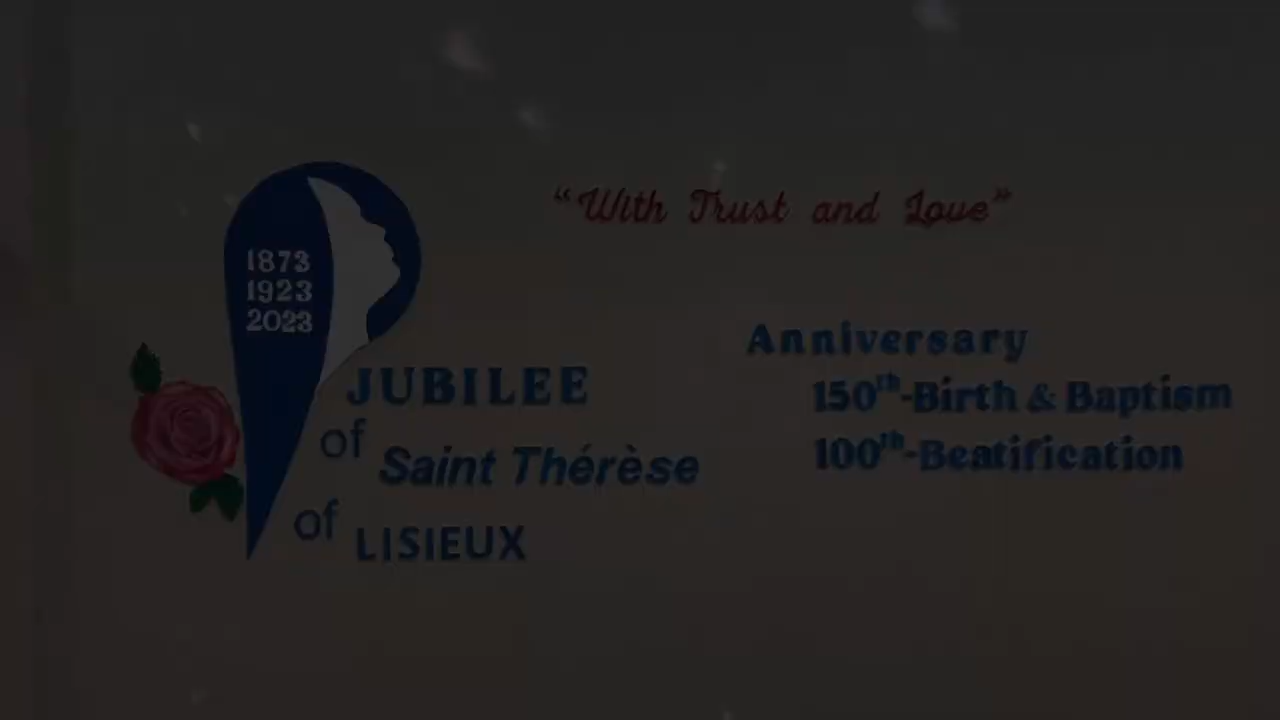 1873
1923
2023
JUBILEE
of
Saint Thérèse
of
LISIEUX
“With Trust and Love”
Anniversary
150th-Birth & Baptism
100th-Beatification